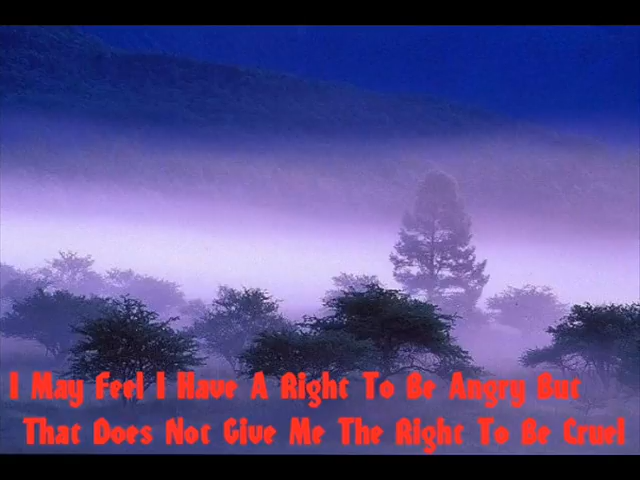 I May Feel I Have A Right To Be Angry But
That Does Not Give Me The Right To Be Cruel